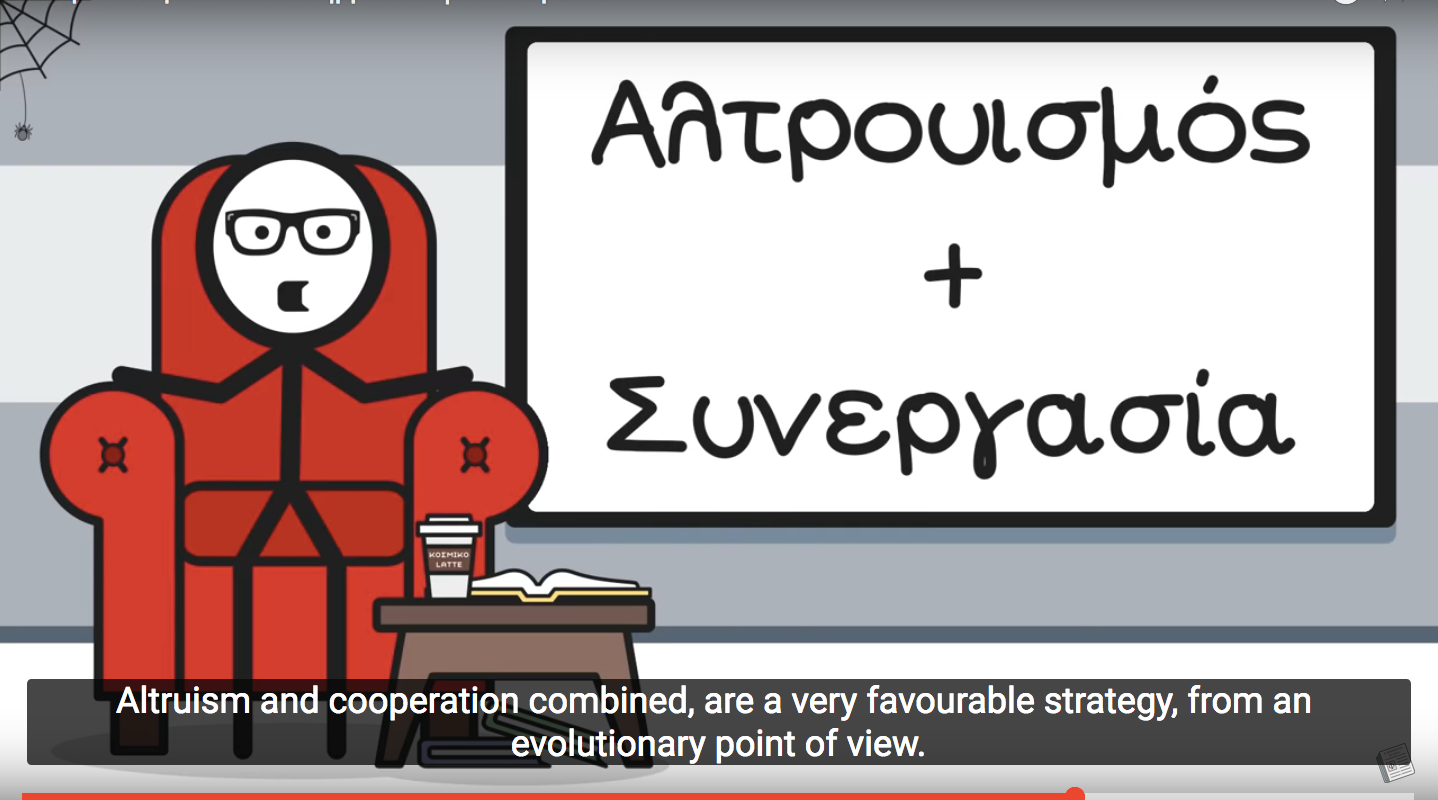 Αλτρουισμός
+
Συνεργασία
ΚΟΣΜΙΚΟ
LATTE
Altruism and cooperation combined, are a very favourable strategy, from an
evolutionary point of view.